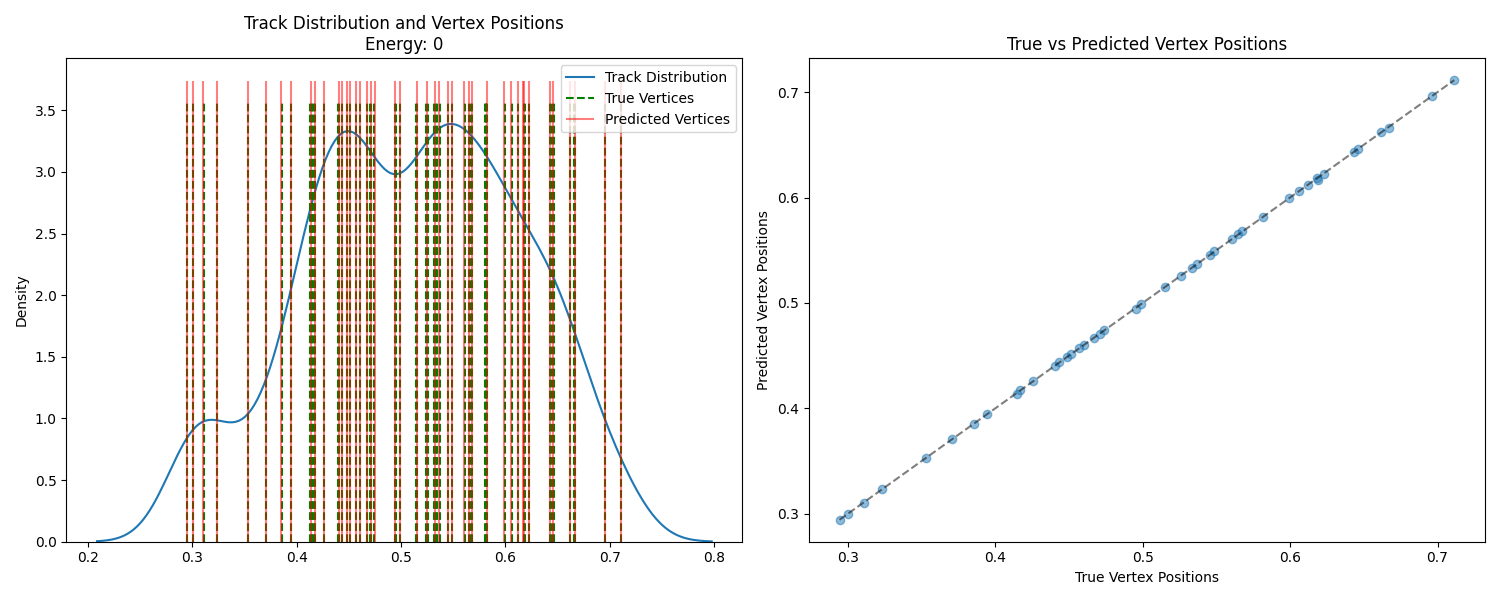 Track Distribution and Vertex Positions
Energy: 0
Track Distribution
True Vertices
Predicted Vertices
Density
3.5
3.0
2.5
2.0
1.5
1.0
0.5
0.0
0.2
0.3
0.4
0.5
0.6
0.7
0.8
True vs Predicted Vertex Positions
Predicted Vertex Positions
0.7
0.6
0.5
0.4
0.3
0.3
0.4
0.5
0.6
0.7
True Vertex Positions